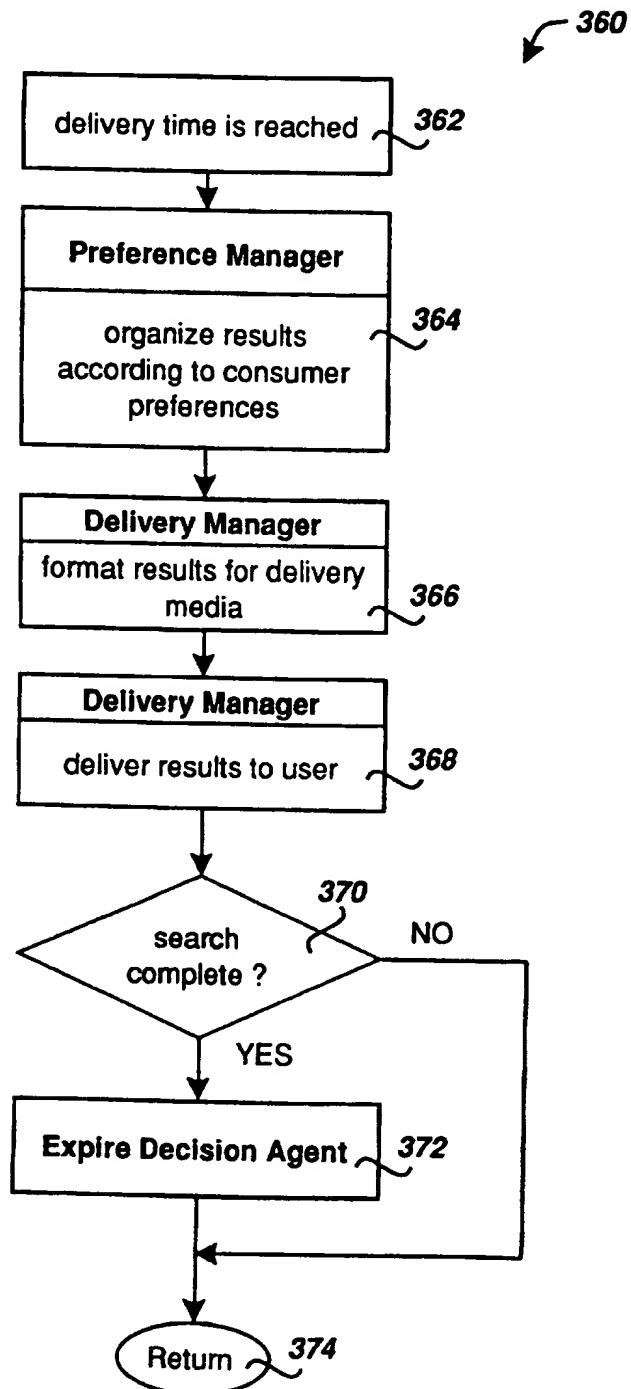 360
delivery time is reached
362
Preference Manager
organize results
according to consumer
preferences
364
Delivery Manager
format results for delivery
media
366
Delivery Manager
deliver results to user
368
370
search
complete ?
NO
YES
Expire Decision Agent
372
Return
374